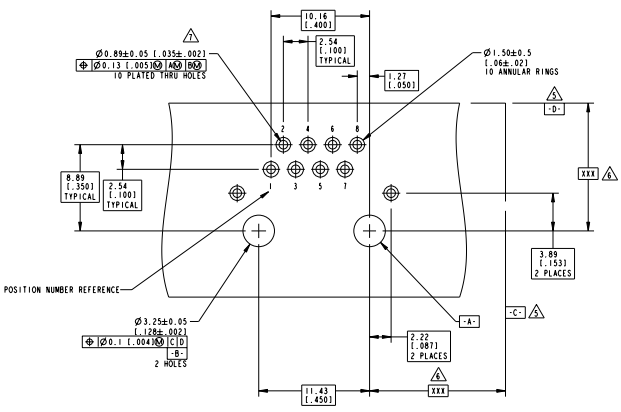 10.16
[.400]
7
Ø0.89±0.05 [.035±.002]
⌖ Ø0.13 [.005]Ⓜ AⓂ BⓂ
10 PLATED THRU HOLES
2.54
[.100]
TYPICAL
Ø1.50±0.5
[.06±.02]
10 ANNULAR RINGS
1.27
[.050]
5
-D-
2 4 6 8
8.89
[.350]
TYPICAL
2.54
[.100]
TYPICAL
1 3 5 7
XXX 6
3.89
[.153]
2 PLACES
POSITION NUMBER REFERENCE
Ø3.25±0.05
[.128±.002]
⌖ Ø0.1 [.004]Ⓜ C D
-B-
2 HOLES
-A-
-C- 5
2.22
[.087]
2 PLACES
6
11.43
[.450]
XXX